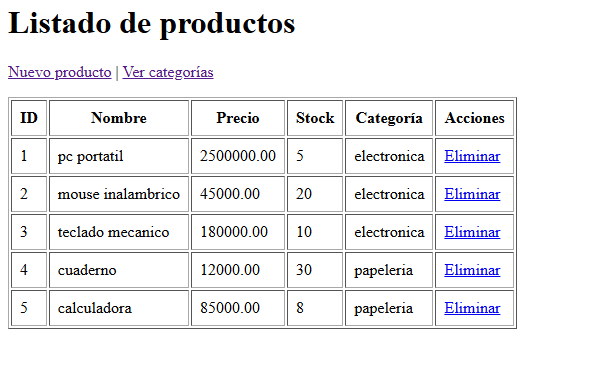 Listado de productos
Nuevo producto | Ver categorías
ID Nombre Precio Stock Categoría Acciones
1 pc portatil 2500000.00 5 electronica Eliminar
2 mouse inalambrico 45000.00 20 electronica Eliminar
3 teclado mecanico 180000.00 10 electronica Eliminar
4 cuaderno 12000.00 30 papeleria Eliminar
5 calculadora 85000.00 8 papeleria Eliminar